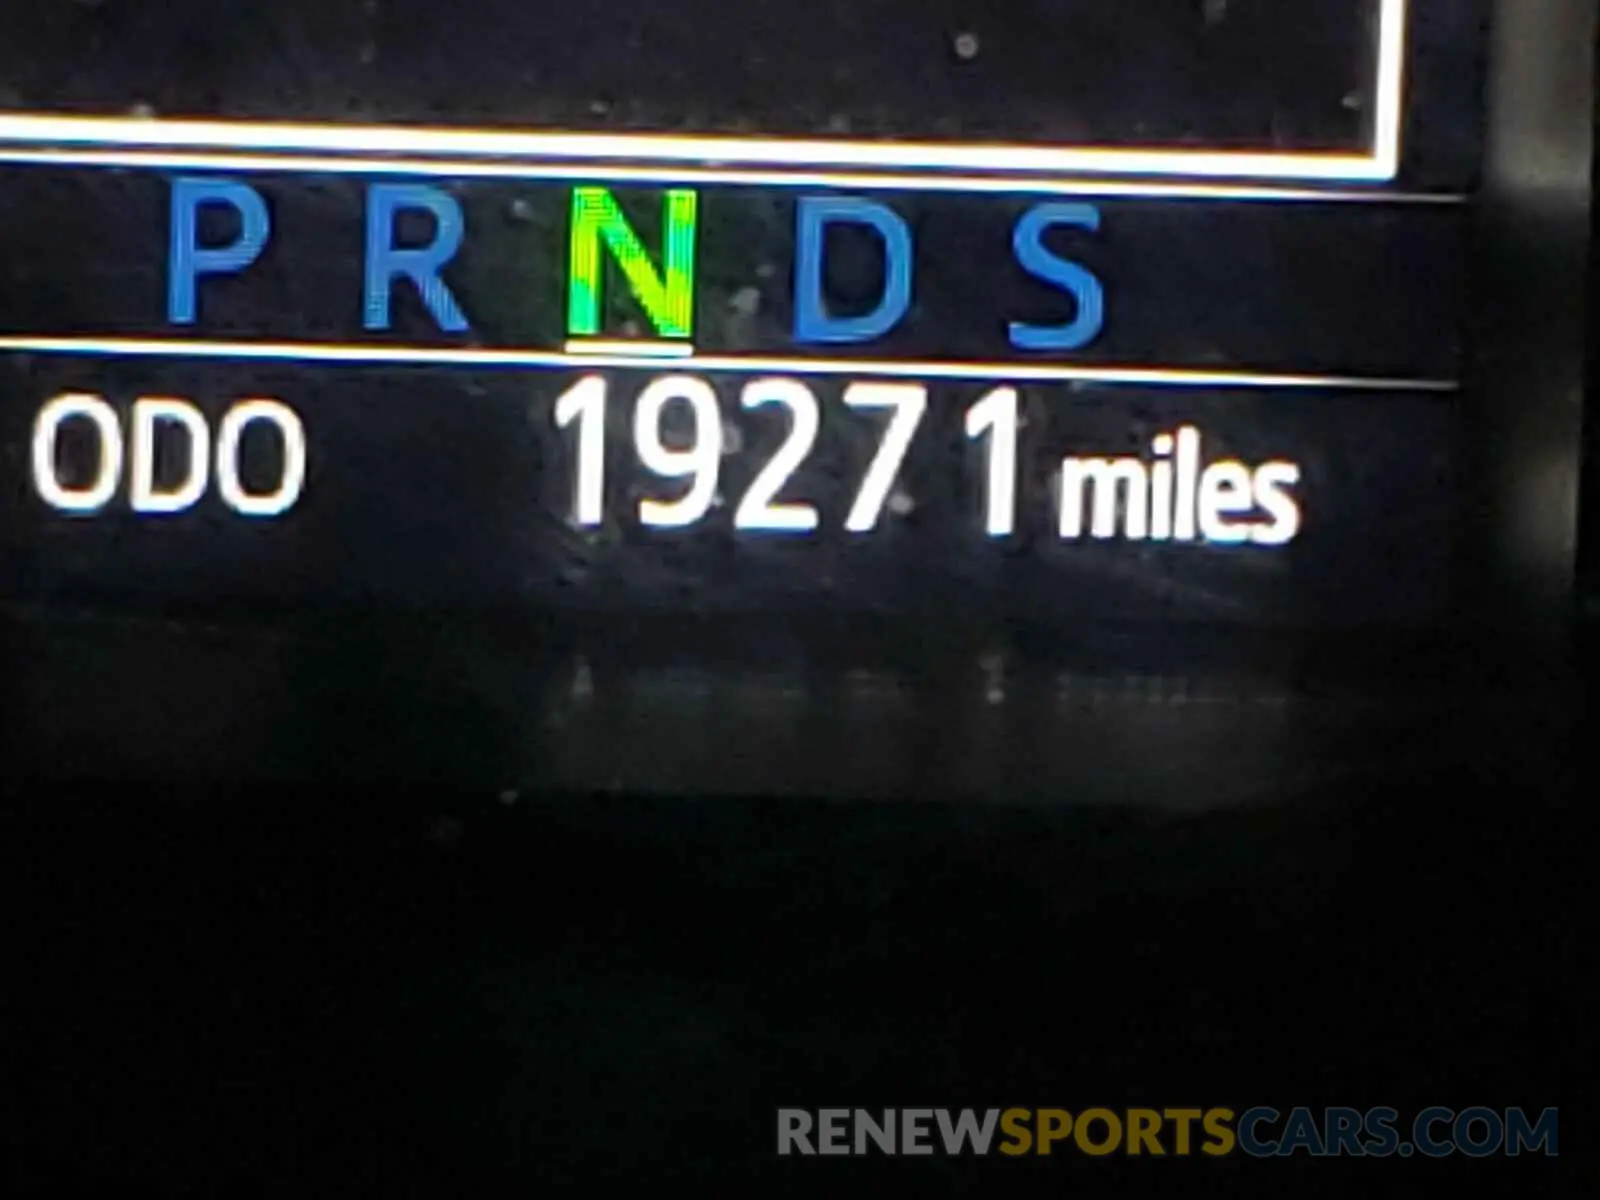 P R N D S
ODO 19271 miles
RENEWSPORTSCARS.COM